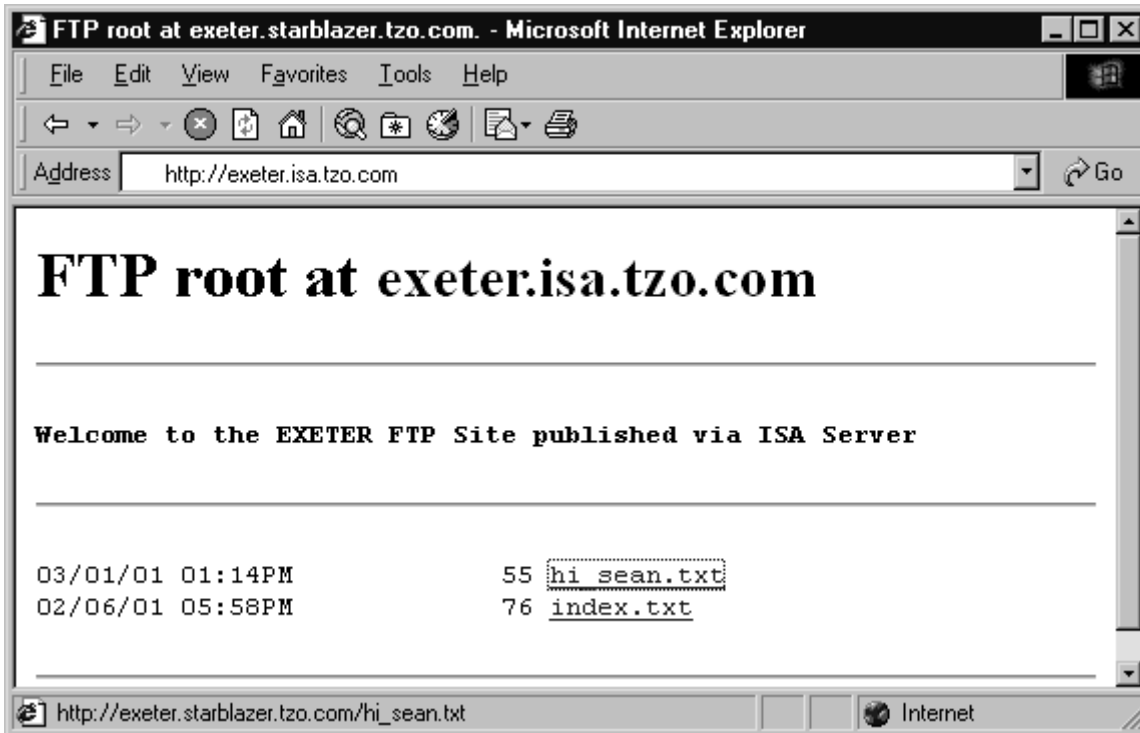 FTP root at exeter.starblazer.tzo.com. - Microsoft Internet Explorer
File Edit View Favorites Tools Help
Address http://exeter.isa.tzo.com Go
FTP root at exeter.isa.tzo.com
Welcome to the EXETER FTP Site published via ISA Server
03/01/01 01:14PM 55 hi_sean.txt
02/06/01 05:58PM 76 index.txt
http://exeter.starblazer.tzo.com/hi_sean.txt Internet